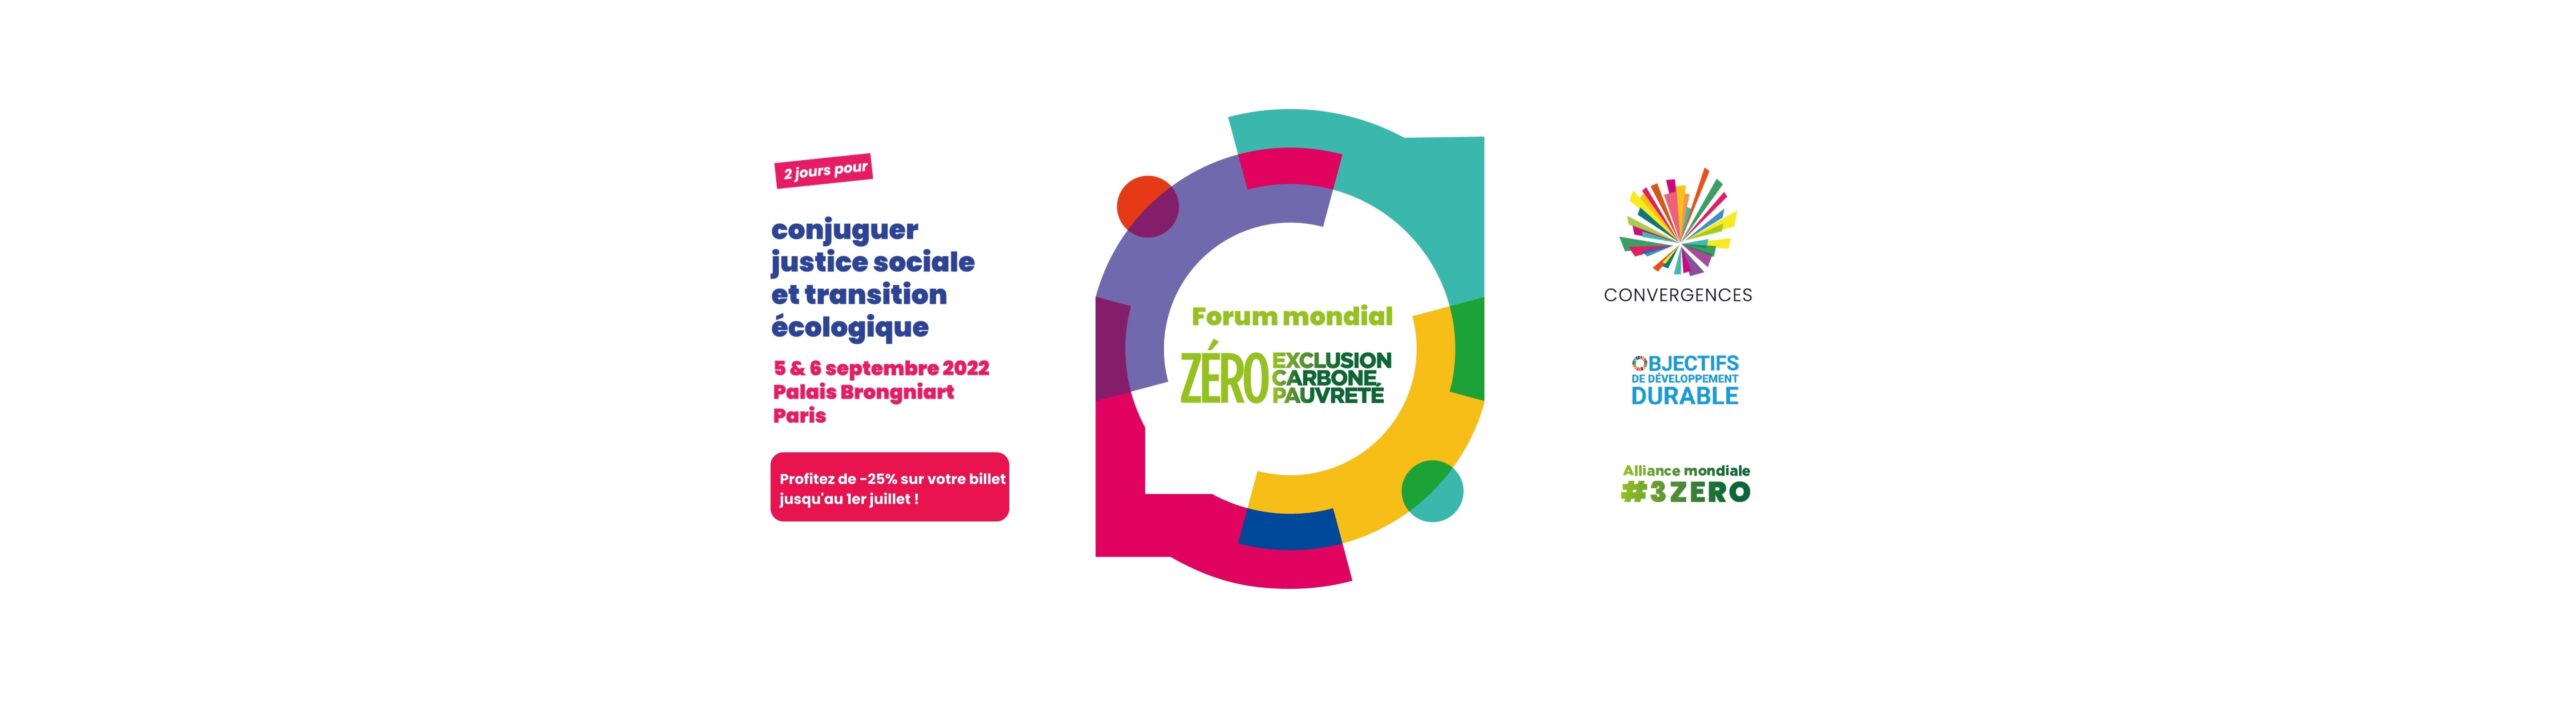 2 jours pour
conjuguer
justice sociale
et transition
écologique
5 & 6 septembre 2022
Palais Brongniart
Paris
Profitez de -25% sur votre billet
jusqu'au 1er juillet !
Forum mondial
ZÉRO EXCLUSION
CARBONE
PAUVRETÉ
CONVERGENCES
OBJECTIFS
DE DÉVELOPPEMENT
DURABLE
Alliance mondiale
#3ZERO